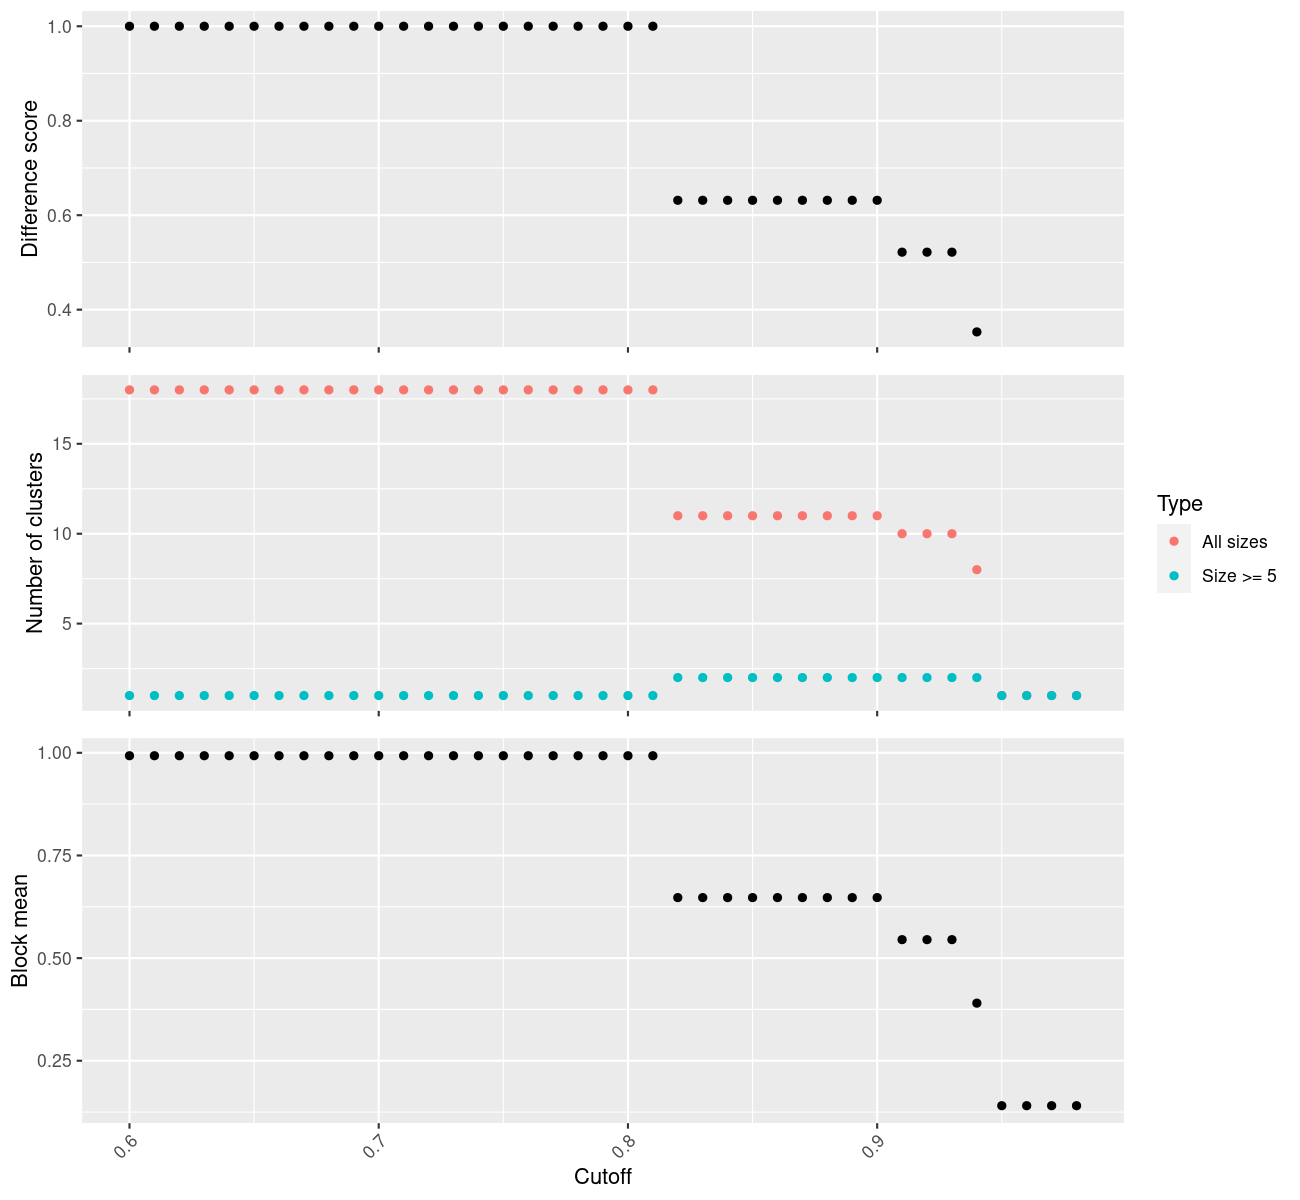 Difference score
1.0
0.8
0.6
0.4
Number of clusters
15
10
5
Type
All sizes
Size >= 5
Block mean
1.00
0.75
0.50
0.25
0.6
0.7
0.8
0.9
Cutoff